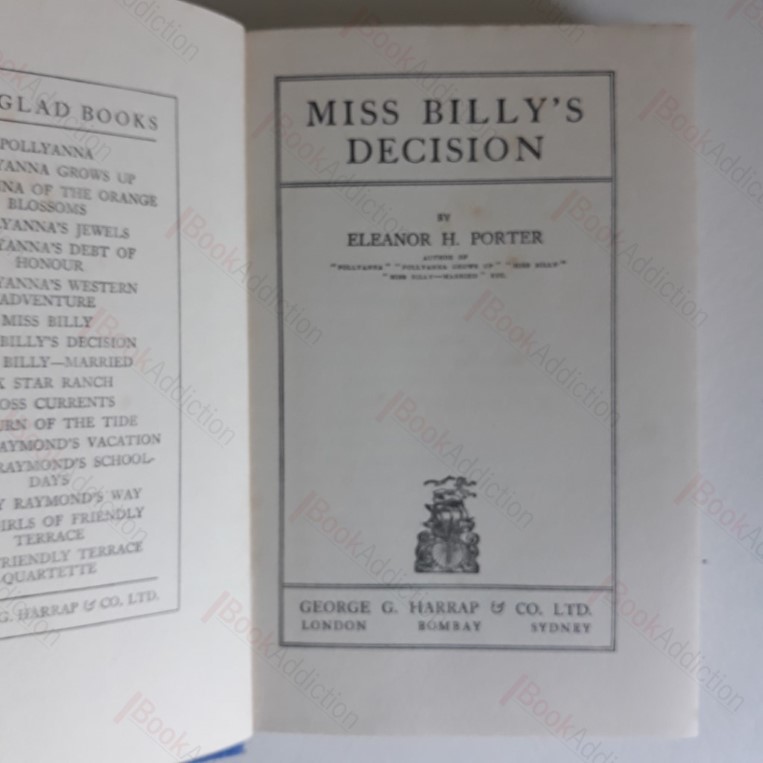 GLAD BOOKS
POLLYANNA
YANNA GROWS UP
NNA OF THE ORANGE
BLOSSOMS
LYANNA'S JEWELS
YANNA'S DEBT OF
HONOUR
YANNA'S WESTERN
ADVENTURE
MISS BILLY
BILLY'S DECISION
BILLY—MARRIED
STAR RANCH
OSS CURRENTS
URN OF THE TIDE
AYMOND'S VACATION
RAYMOND'S SCHOOL-
DAYS
Y RAYMOND'S WAY
IRLS OF FRIENDLY
TERRACE
FRIENDLY TERRACE
QUARTETTE
G. HARRAP & CO. LTD.
MISS BILLY'S
DECISION
BY
ELEANOR H. PORTER
AUTHOR OF
"POLLYANNA" "POLLYANNA GROWS UP" "MISS BILLY"
"MISS BILLY—MARRIED" ETC.
GEORGE G. HARRAP & CO. LTD.
LONDON BOMBAY SYDNEY
BookAddiction